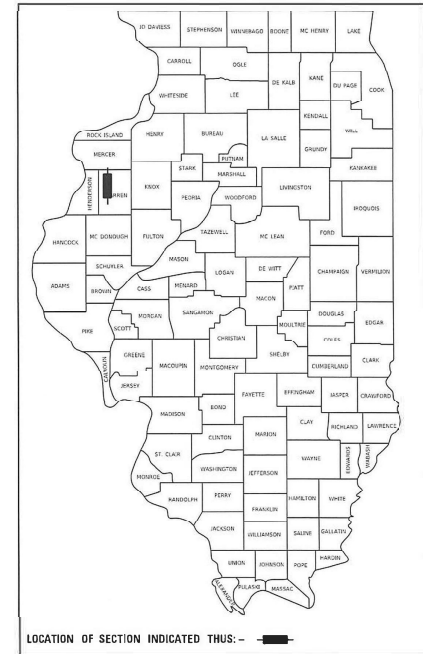 JO DAVIESS STEPHENSON WINNEBAGO BOONE MC HENRY LAKE
CARROLL OGLE DE KALB KANE DU PAGE COOK
WHITESIDE LEE KENDALL WILL
ROCK ISLAND HENRY BUREAU LA SALLE GRUNDY
MERCER PUTNAM KANKAKEE
HENDERSON RREN KNOX STARK MARSHALL LIVINGSTON
PEORIA WOODFORD IROQUOIS
HANCOCK MC DONOUGH FULTON TAZEWELL MC LEAN FORD
SCHUYLER MASON LOGAN DE WITT CHAMPAIGN VERMILION
ADAMS BROWN CASS MENARD MACON PIATT
PIKE SCOTT MORGAN SANGAMON CHRISTIAN MOULTRIE DOUGLAS EDGAR
COLES
CALHOUN GREENE MACOUPIN MONTGOMERY SHELBY CUMBERLAND CLARK
JERSEY FAYETTE EFFINGHAM JASPER CRAWFORD
MADISON BOND CLAY RICHLAND LAWRENCE
CLINTON MARION
ST. CLAIR WASHINGTON JEFFERSON WAYNE EDWARDS WABASH
MONROE
RANDOLPH PERRY FRANKLIN HAMILTON WHITE
JACKSON WILLIAMSON SALINE GALLATIN
UNION JOHNSON POPE HARDIN
ALEXANDER PULASKI MASSAC
LOCATION OF SECTION INDICATED THUS: -